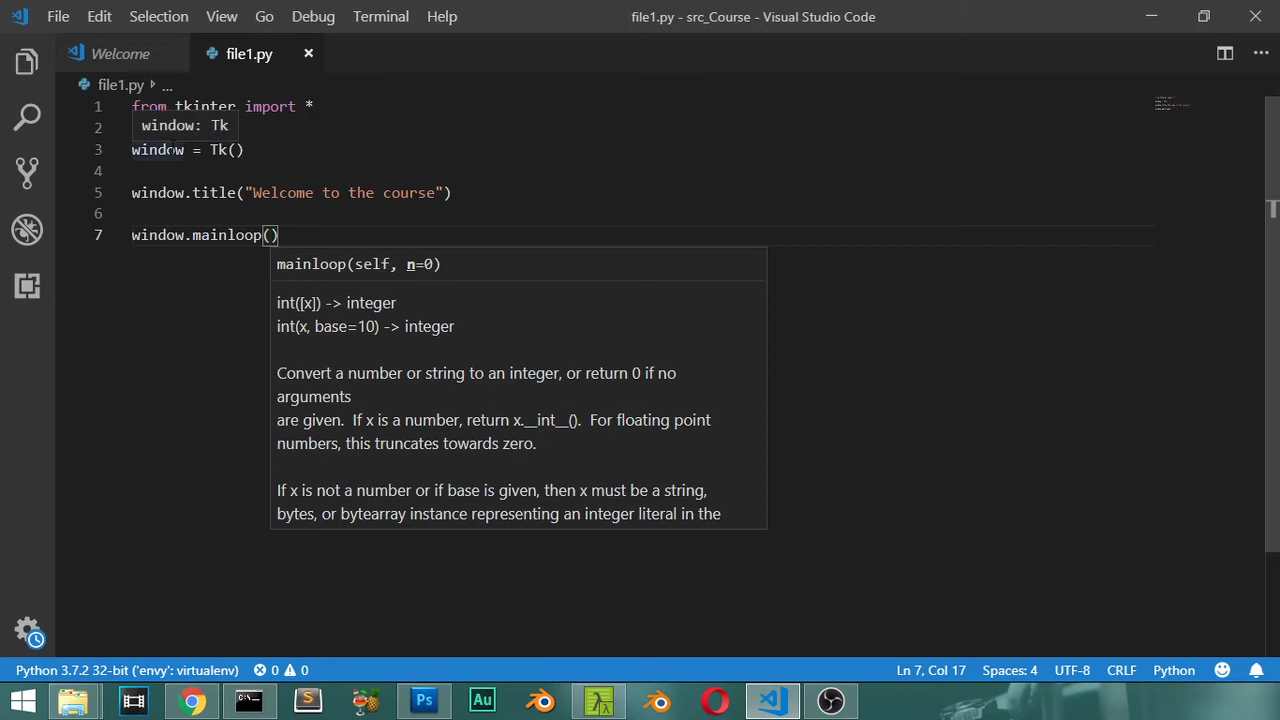 File Edit Selection View Go Debug Terminal Help file1.py - src_Course - Visual Studio Code
Welcome file1.py
file1.py ...
1 from tkinter import *
window: Tk
2
3 window = Tk()
4
5 window.title("Welcome to the course")
6
7 window.mainloop()
mainloop(self, n=0)
int([x]) -> integer
int(x, base=10) -> integer
Convert a number or string to an integer, or return 0 if no
arguments
are given. If x is a number, return x.__int__(). For floating point
numbers, this truncates towards zero.
If x is not a number or if base is given, then x must be a string,
bytes, or bytearray instance representing an integer literal in the
Python 3.7.2 32-bit ('envy': virtualenv) 0 0 Ln 7, Col 17 Spaces: 4 UTF-8 CRLF Python
Ps Au